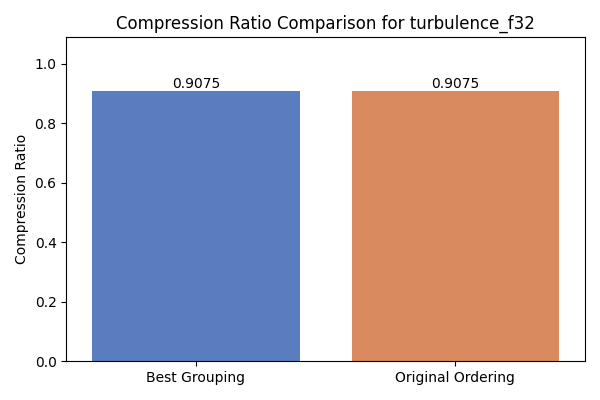 Compression Ratio Comparison for turbulence_f32
Compression Ratio
1.0
0.8
0.6
0.4
0.2
0.0
0.9075
0.9075
Best Grouping
Original Ordering